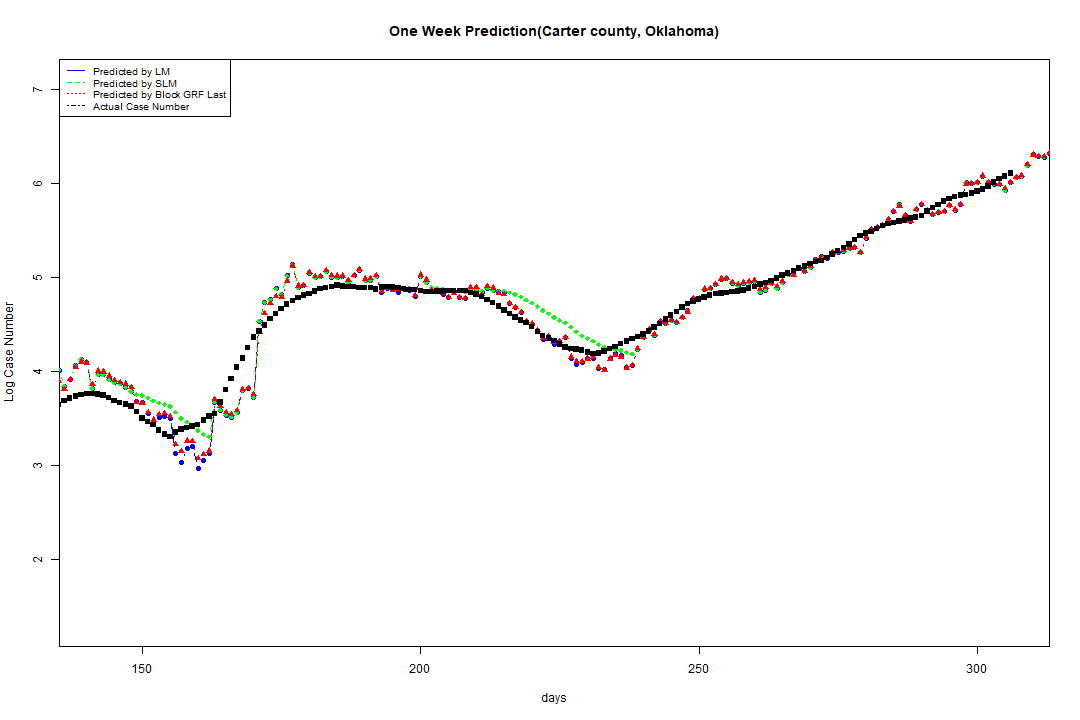 One Week Prediction(Carter county, Oklahoma)
Predicted by LM
Predicted by SLM
Predicted by Block GRF Last
Actual Case Number
7
6
5
4
3
2
Log Case Number
150
200
250
300
days